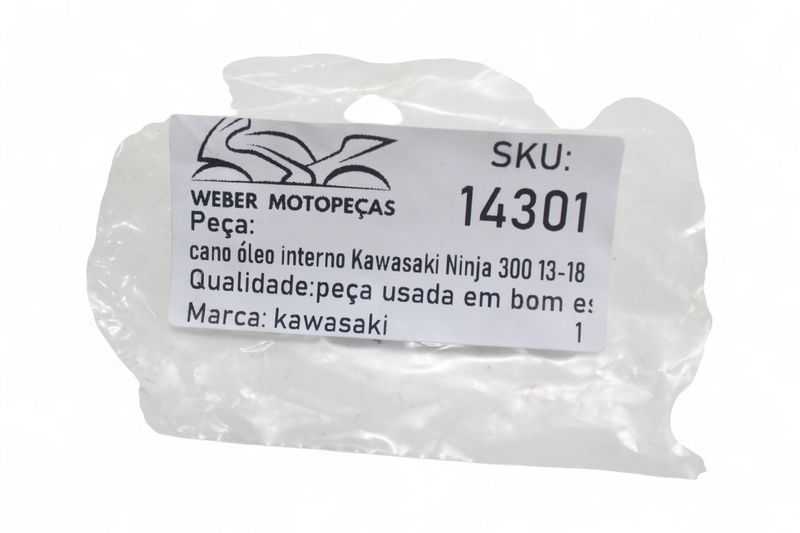 SKU:
14301
WEBER MOTOPEÇAS
Peça:
cano óleo interno Kawasaki Ninja 300 13-18
Qualidade:peça usada em bom es
Marca: kawasaki
1